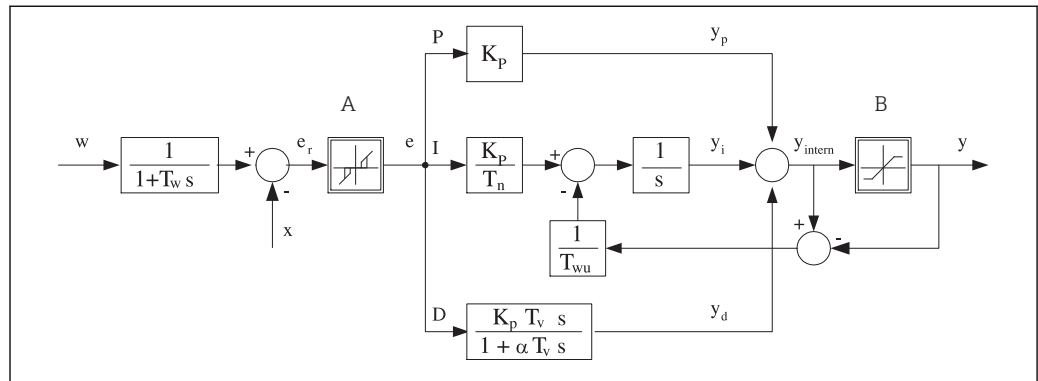 P
K_P
y_p
A
B
w
1
1+T_w s
+
-
e_r
x
e
I
K_P
T_n
+
-
1
s
y_i
y_intern
y
1
T_wu
+
-
D
K_p T_v s
1 + α T_v s
y_d